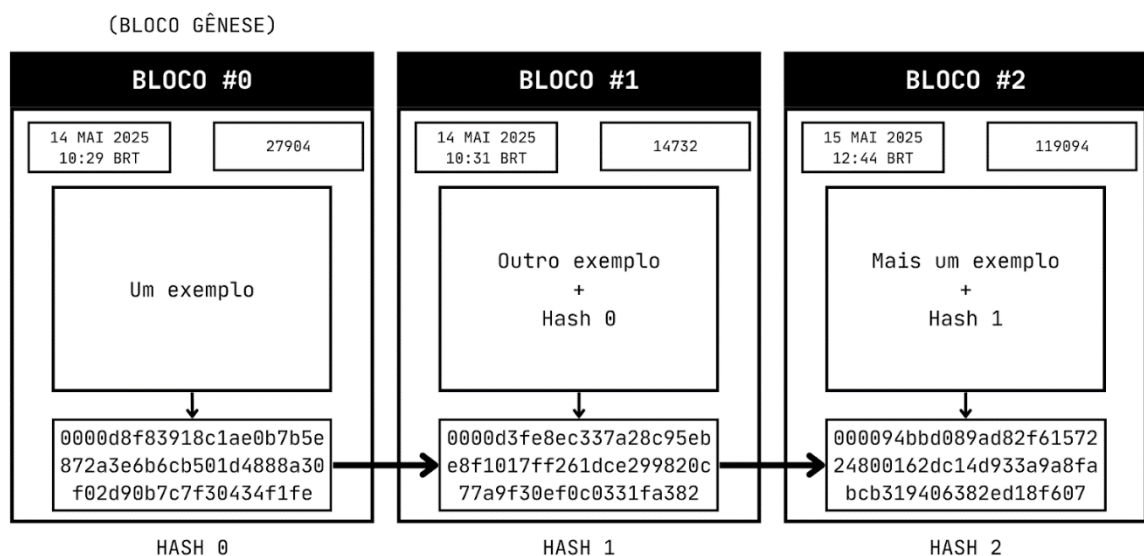 (BLOCO GÊNESE)
BLOCO #0
14 MAI 2025
10:29 BRT
27904
Um exemplo
0000d8f83918c1ae0b7b5e
872a3e6b6cb501d4888a30
f02d90b7c7f30434f1fe
HASH 0
BLOCO #1
14 MAI 2025
10:31 BRT
14732
Outro exemplo
+
Hash 0
0000d3fe8ec337a28c95eb
e8f1017ff261dce299820c
77a9f30ef0c0331fa382
HASH 1
BLOCO #2
15 MAI 2025
12:44 BRT
119094
Mais um exemplo
+
Hash 1
000094bbd089ad82f61572
24800162dc14d933a9a8fa
bcb319406382ed18f607
HASH 2